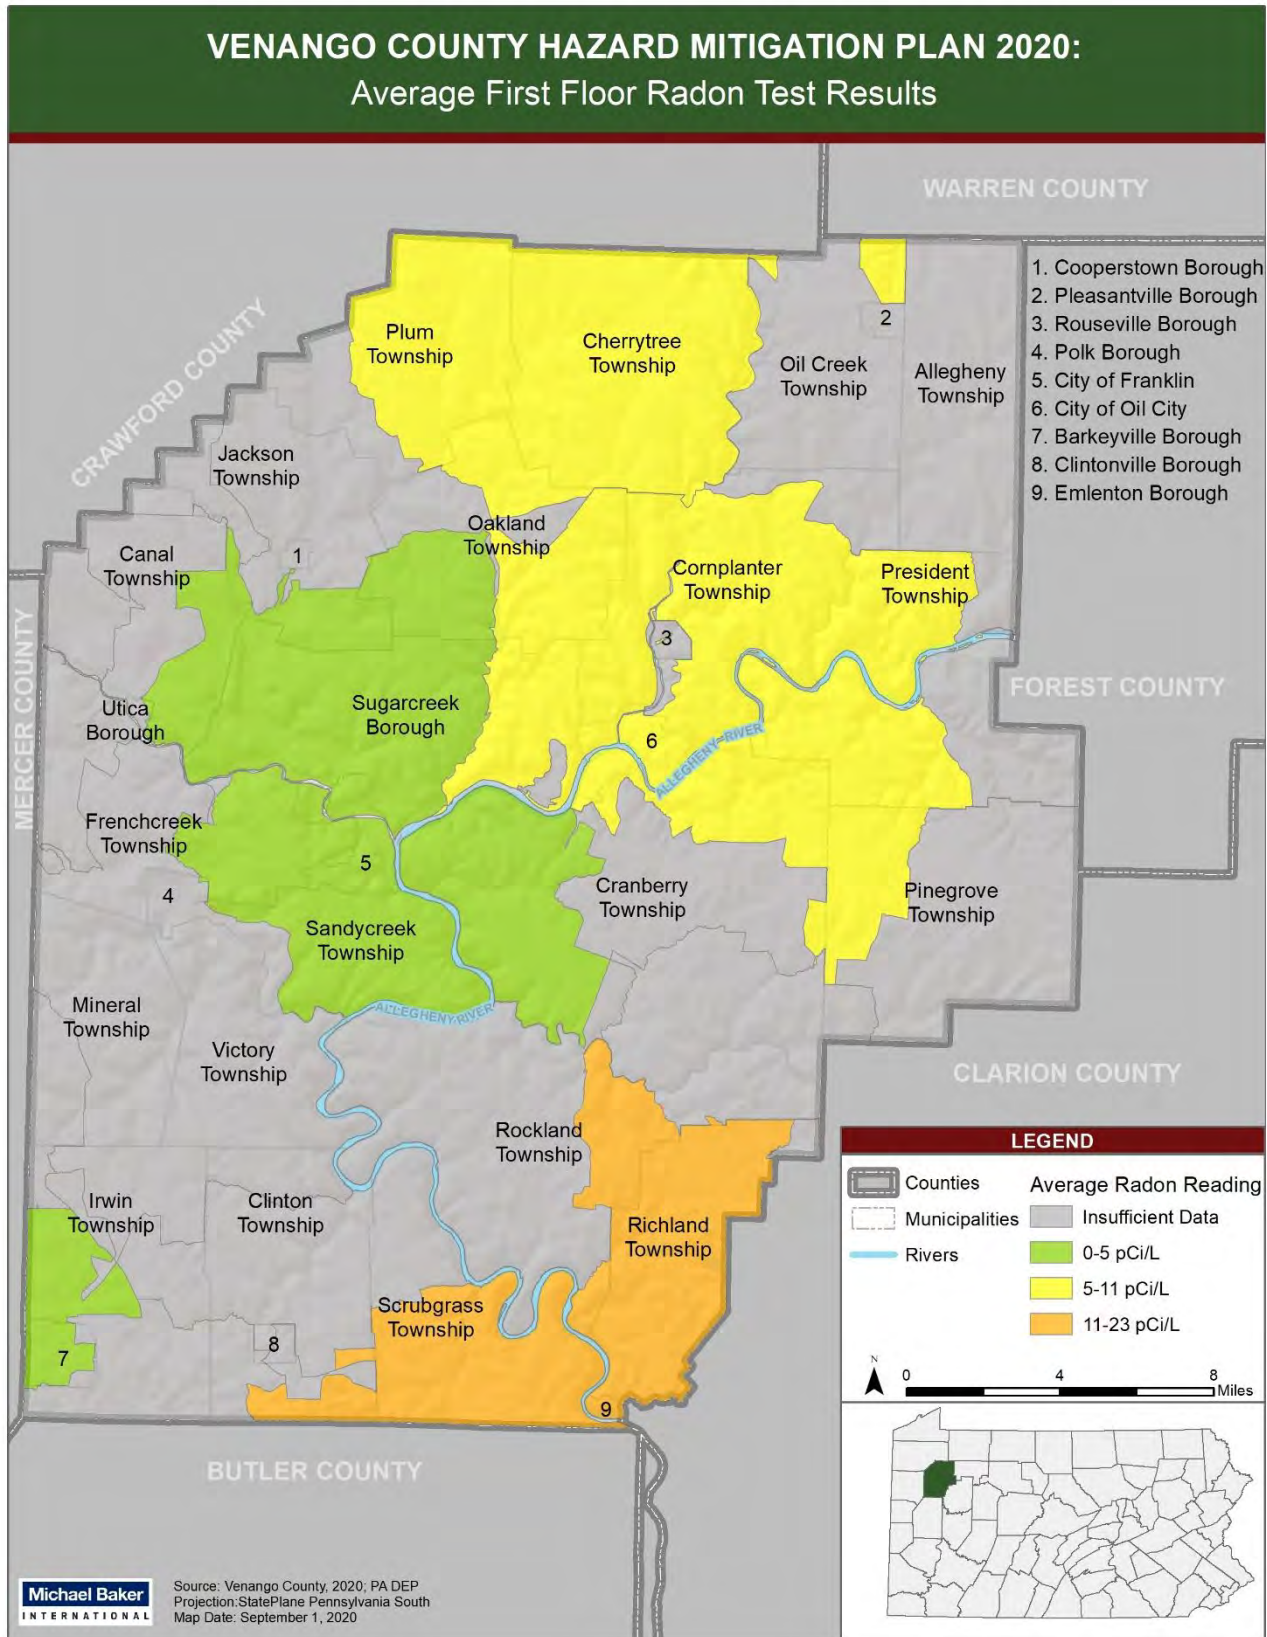 VENANGO COUNTY HAZARD MITIGATION PLAN 2020:
Average First Floor Radon Test Results
WARREN COUNTY
CRAWFORD COUNTY
MERCER COUNTY
FOREST COUNTY
CLARION COUNTY
BUTLER COUNTY
1. Cooperstown Borough
2. Pleasantville Borough
3. Rouseville Borough
4. Polk Borough
5. City of Franklin
6. City of Oil City
7. Barkeyville Borough
8. Clintonville Borough
9. Emlenton Borough
Plum
Township
Cherrytree
Township
2
Oil Creek
Township
Allegheny
Township
Jackson
Township
Oakland
Township
Canal
Township
1
Cornplanter
Township
President
Township
3
Utica
Borough
Sugarcreek
Borough
6
ALLEGHENY RIVER
Frenchcreek
Township
5
4
Cranberry
Township
Pinegrove
Township
Sandycreek
Township
ALLEGHENY RIVER
Mineral
Township
Victory
Township
Rockland
Township
Irwin
Township
Clinton
Township
Richland
Township
Scrubgrass
Township
7
8
9
LEGEND
Counties
Municipalities
Rivers
Average Radon Reading
Insufficient Data
0-5 pCi/L
5-11 pCi/L
11-23 pCi/L
N
0 4 8
Miles
Michael Baker
INTERNATIONAL
Source: Venango County, 2020; PA DEP
Projection:StatePlane Pennsylvania South
Map Date: September 1, 2020